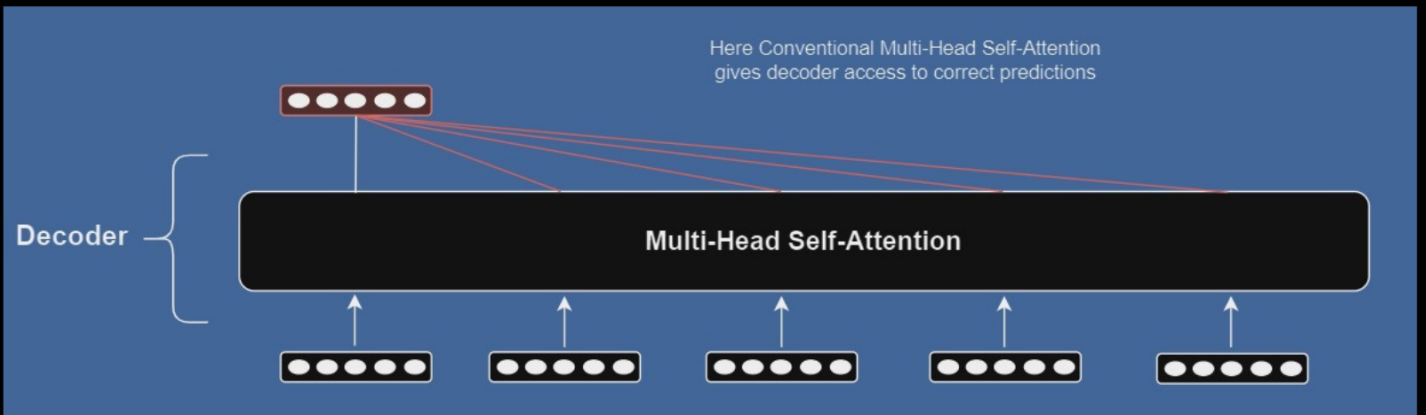 Here Conventional Multi-Head Self-Attention
gives decoder access to correct predictions
Decoder
Multi-Head Self-Attention